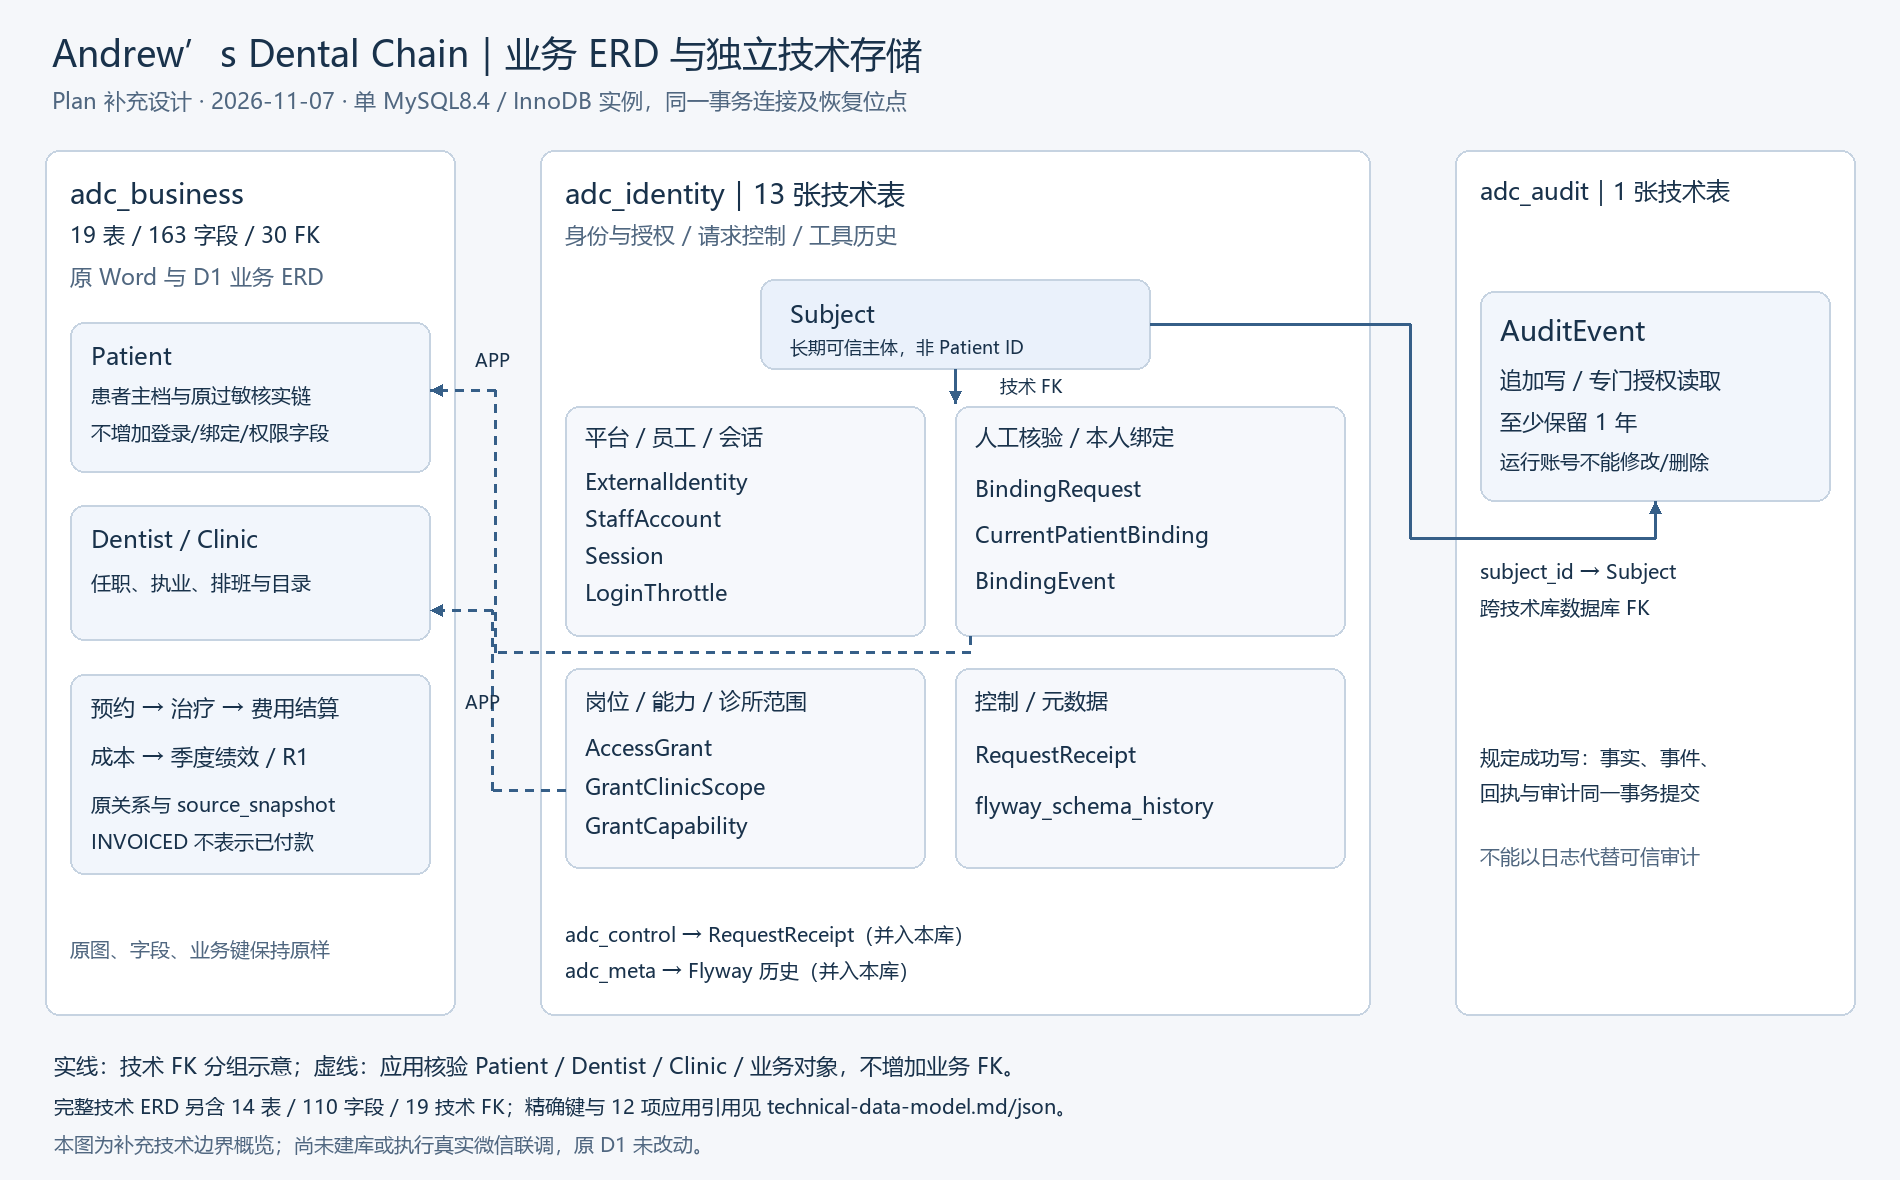 Andrew’s Dental Chain | 业务 ERD 与独立技术存储
Plan 补充设计 · 2026-11-07 · 单 MySQL8.4 / InnoDB 实例，同一事务连接及恢复位点
adc_business
19 表 / 163 字段 / 30 FK
原 Word 与 D1 业务 ERD
Patient
患者主档与原过敏核实链
不增加登录/绑定/权限字段
Dentist / Clinic
任职、执业、排班与目录
预约 → 治疗 → 费用结算
成本 → 季度绩效 / R1
原关系与 source_snapshot
INVOICED 不表示已付款
原图、字段、业务键保持原样
APP
APP
adc_identity | 13 张技术表
身份与授权 / 请求控制 / 工具历史
Subject
长期可信主体，非 Patient ID
技术 FK
平台 / 员工 / 会话
ExternalIdentity
StaffAccount
Session
LoginThrottle
人工核验 / 本人绑定
BindingRequest
CurrentPatientBinding
BindingEvent
岗位 / 能力 / 诊所范围
AccessGrant
GrantClinicScope
GrantCapability
控制 / 元数据
RequestReceipt
flyway_schema_history
adc_control → RequestReceipt（并入本库）
adc_meta → Flyway 历史（并入本库）
adc_audit | 1 张技术表
AuditEvent
追加写 / 专门授权读取
至少保留 1 年
运行账号不能修改/删除
subject_id → Subject
跨技术库数据库 FK
规定成功写：事实、事件、
回执与审计同一事务提交
不能以日志代替可信审计
实线：技术 FK 分组示意；虚线：应用核验 Patient / Dentist / Clinic / 业务对象，不增加业务 FK。
完整技术 ERD 另含 14 表 / 110 字段 / 19 技术 FK；精确键与 12 项应用引用见 technical-data-model.md/json。
本图为补充技术边界概览；尚未建库或执行真实微信联调，原 D1 未改动。